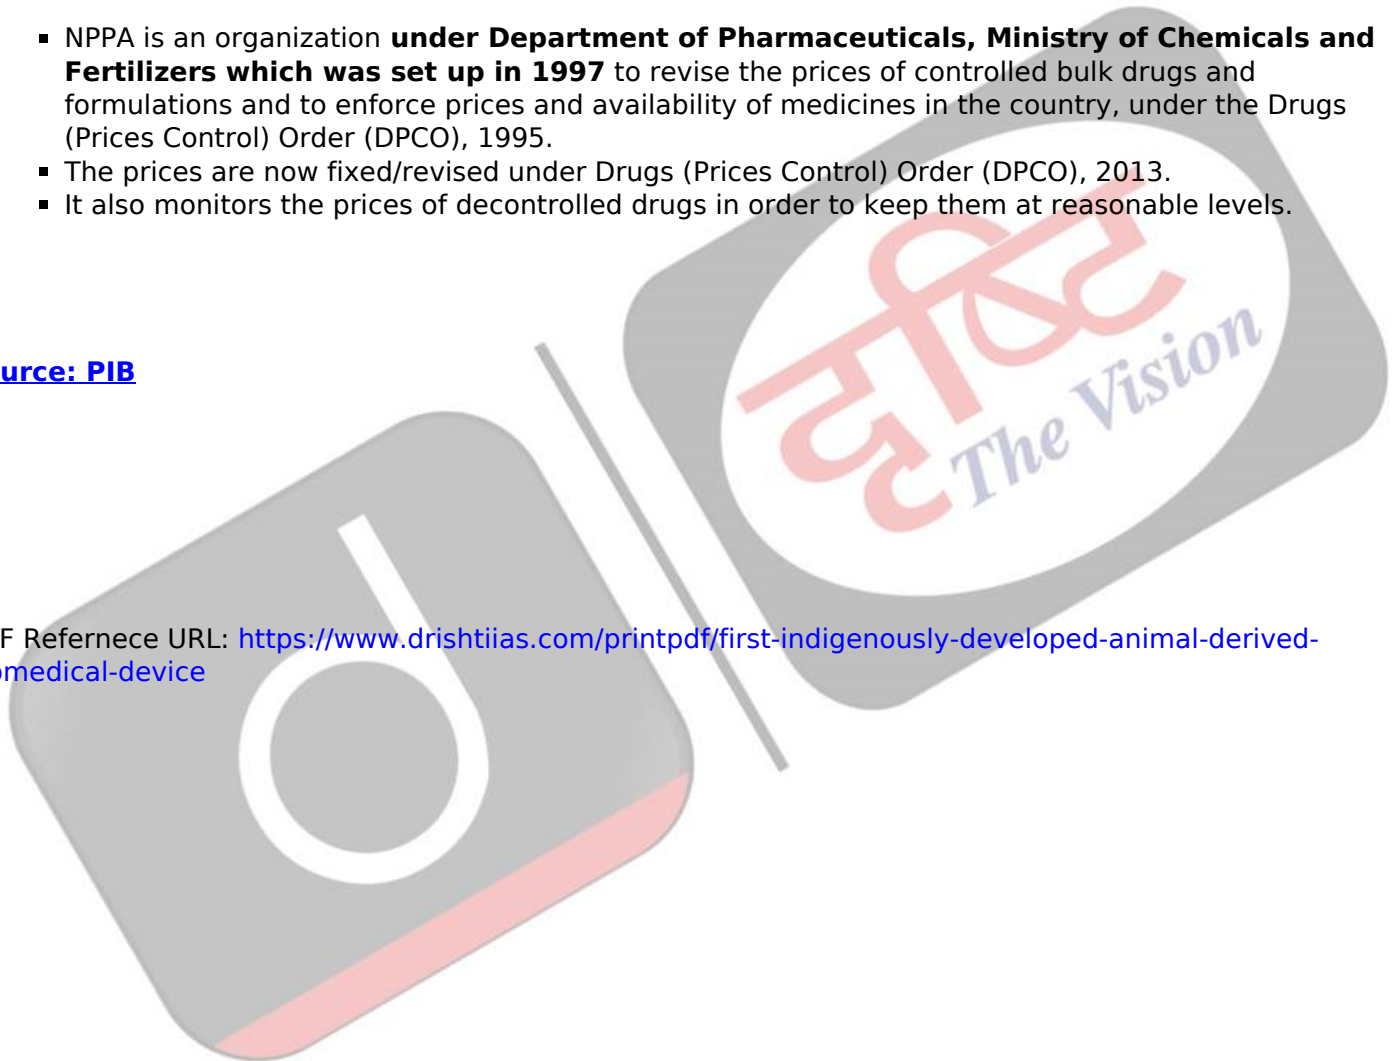 ▪ NPPA is an organization under Department of Pharmaceuticals, Ministry of Chemicals and
Fertilizers which was set up in 1997 to revise the prices of controlled bulk drugs and
formulations and to enforce prices and availability of medicines in the country, under the Drugs
(Prices Control) Order (DPCO), 1995.
▪ The prices are now fixed/revised under Drugs (Prices Control) Order (DPCO), 2013.
▪ It also monitors the prices of decontrolled drugs in order to keep them at reasonable levels.
दृष्टि
The Vision
urce: PIB
d
F Refernece URL: https://www.drishtiias.com/printpdf/first-indigenously-developed-animal-derived-
omedical-device